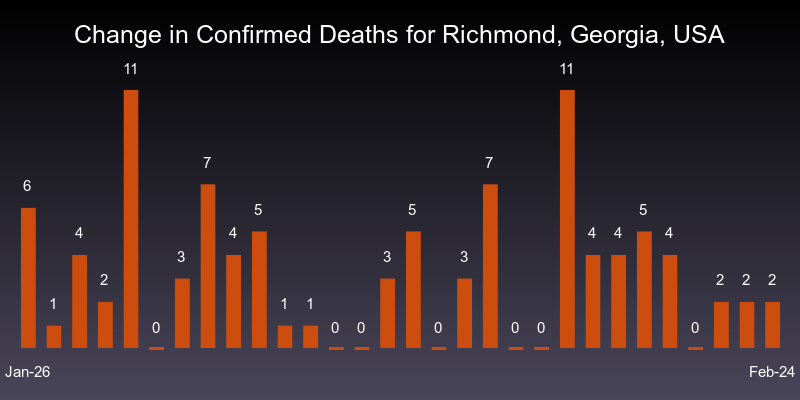 Change in Confirmed Deaths for Richmond, Georgia, USA
6 1 4 2 11 0 3 7 4 5 1 1 0 0 3 5 0 3 7 0 0 11 4 4 5 4 0 2 2 2
Jan-26 Feb-24